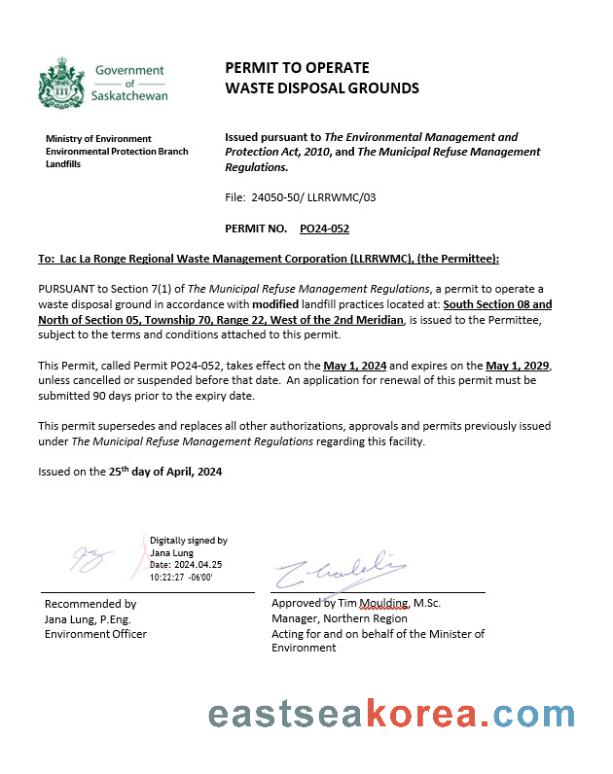 Government
of
Saskatchewan
PERMIT TO OPERATE
WASTE DISPOSAL GROUNDS
Ministry of Environment
Environmental Protection Branch
Landfills
Issued pursuant to The Environmental Management and
Protection Act, 2010, and The Municipal Refuse Management
Regulations.
File: 24050-50/ LLRRWMC/03
PERMIT NO. PO24-052
To: Lac La Ronge Regional Waste Management Corporation (LLRRWMC), (the Permittee):
PURSUANT to Section 7(1) of The Municipal Refuse Management Regulations, a permit to operate a
waste disposal ground in accordance with modified landfill practices located at: South Section 08 and
North of Section 05, Township 70, Range 22, West of the 2nd Meridian, is issued to the Permittee,
subject to the terms and conditions attached to this permit.
This Permit, called Permit PO24-052, takes effect on the May 1, 2024 and expires on the May 1, 2029,
unless cancelled or suspended before that date. An application for renewal of this permit must be
submitted 90 days prior to the expiry date.
This permit supersedes and replaces all other authorizations, approvals and permits previously issued
under The Municipal Refuse Management Regulations regarding this facility.
Issued on the 25th day of April, 2024
Digitally signed by
Jana Lung
Date: 2024.04.25
10:22:27 -06'00'
Recommended by
Jana Lung, P.Eng.
Environment Officer
Approved by Tim Moulding, M.Sc.
Manager, Northern Region
Acting for and on behalf of the Minister of
Environment
eastseakorea.com